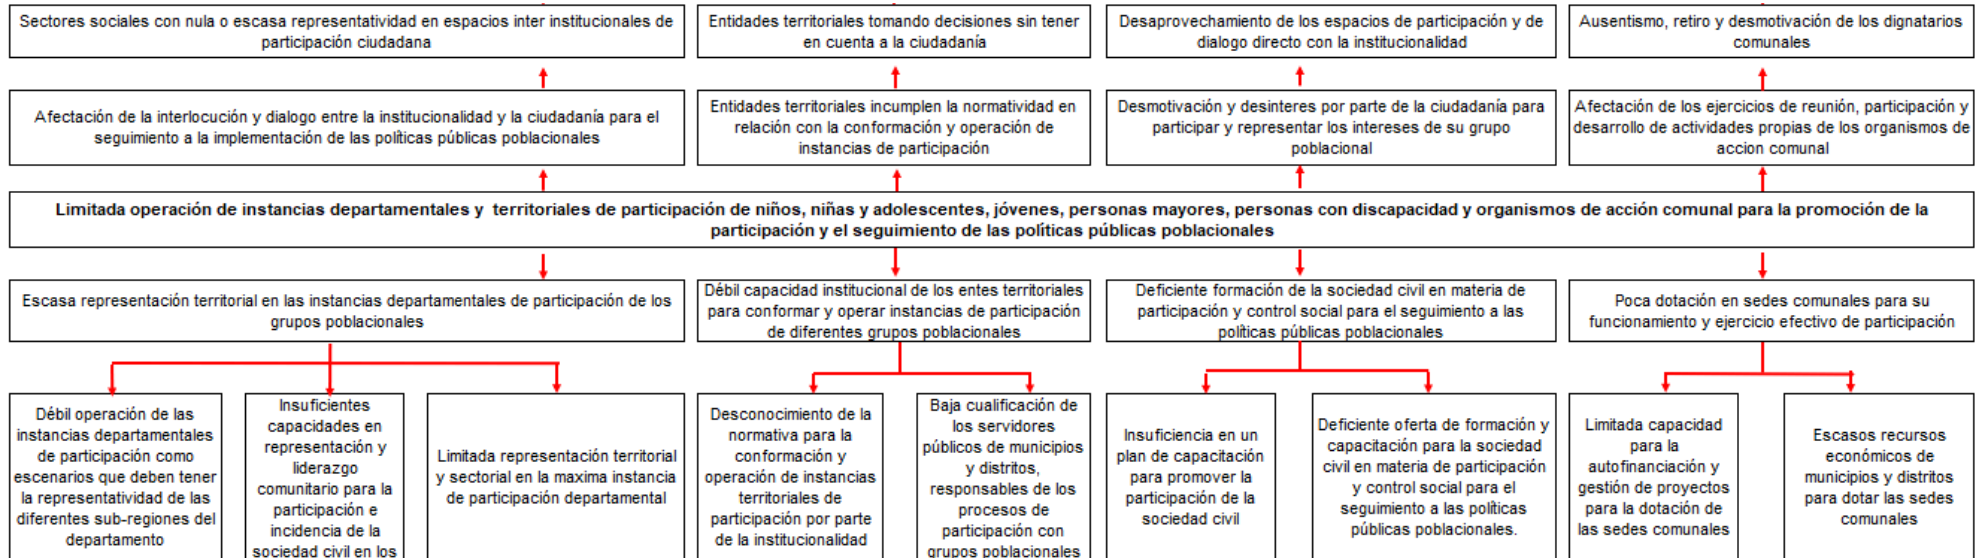 Sectores sociales con nula o escasa representatividad en espacios inter institucionales de
participación ciudadana
Entidades territoriales tomando decisiones sin tener
en cuenta a la ciudadanía
Desaprovechamiento de los espacios de participación y de
dialogo directo con la institucionalidad
Ausentismo, retiro y desmotivación de los dignatarios
comunales
Afectación de la interlocución y dialogo entre la institucionalidad y la ciudadanía para el
seguimiento a la implementación de las políticas públicas poblacionales
Entidades territoriales incumplen la normatividad en
relación con la conformación y operación de
instancias de participación
Desmotivación y desinteres por parte de la ciudadanía para
participar y representar los intereses de su grupo
poblacional
Afectación de los ejercicios de reunión, participación y
desarrollo de actividades propias de los organismos de
accion comunal
Limitada operación de instancias departamentales y territoriales de participación de niños, niñas y adolescentes, jóvenes, personas mayores, personas con discapacidad y organismos de acción comunal para la promoción de la
participación y el seguimiento de las políticas públicas poblacionales
Escasa representación territorial en las instancias departamentales de participación de los
grupos poblacionales
Débil capacidad institucional de los entes territoriales
para conformar y operar instancias de participación
de diferentes grupos poblacionales
Deficiente formación de la sociedad civil en materia de
participación y control social para el seguimiento a las
políticas públicas poblacionales
Poca dotación en sedes comunales para su
funcionamiento y ejercicio efectivo de participación
Débil operación de las
instancias departamentales
de participación como
escenarios que deben tener
la representatividad de las
diferentes sub-regiones del
departamento
Insuficientes
capacidades en
representación y
liderazgo
comunitario para la
participación e
incidencia de la
sociedad civil en los
Limitada representación territorial
y sectorial en la maxima instancia
de participación departamental
Desconocimiento de la
normativa para la
conformación y
operación de instancias
territoriales de
participación por parte
de la institucionalidad
Baja cualificación de
los servidores
públicos de municipios
y distritos,
responsables de los
procesos de
participación con
grupos poblacionales
Insuficiencia en un
plan de capacitación
para promover la
participación de la
sociedad civil
Deficiente oferta de formación y
capacitación para la sociedad
civil en materia de participación
y control social para el
seguimiento a las políticas
públicas poblacionales.
Limitada capacidad
para la
autofinanciación y
gestión de proyectos
para la dotación de
las sedes comunales
Escasos recursos
económicos de
municipios y distritos
para dotar las sedes
comunales